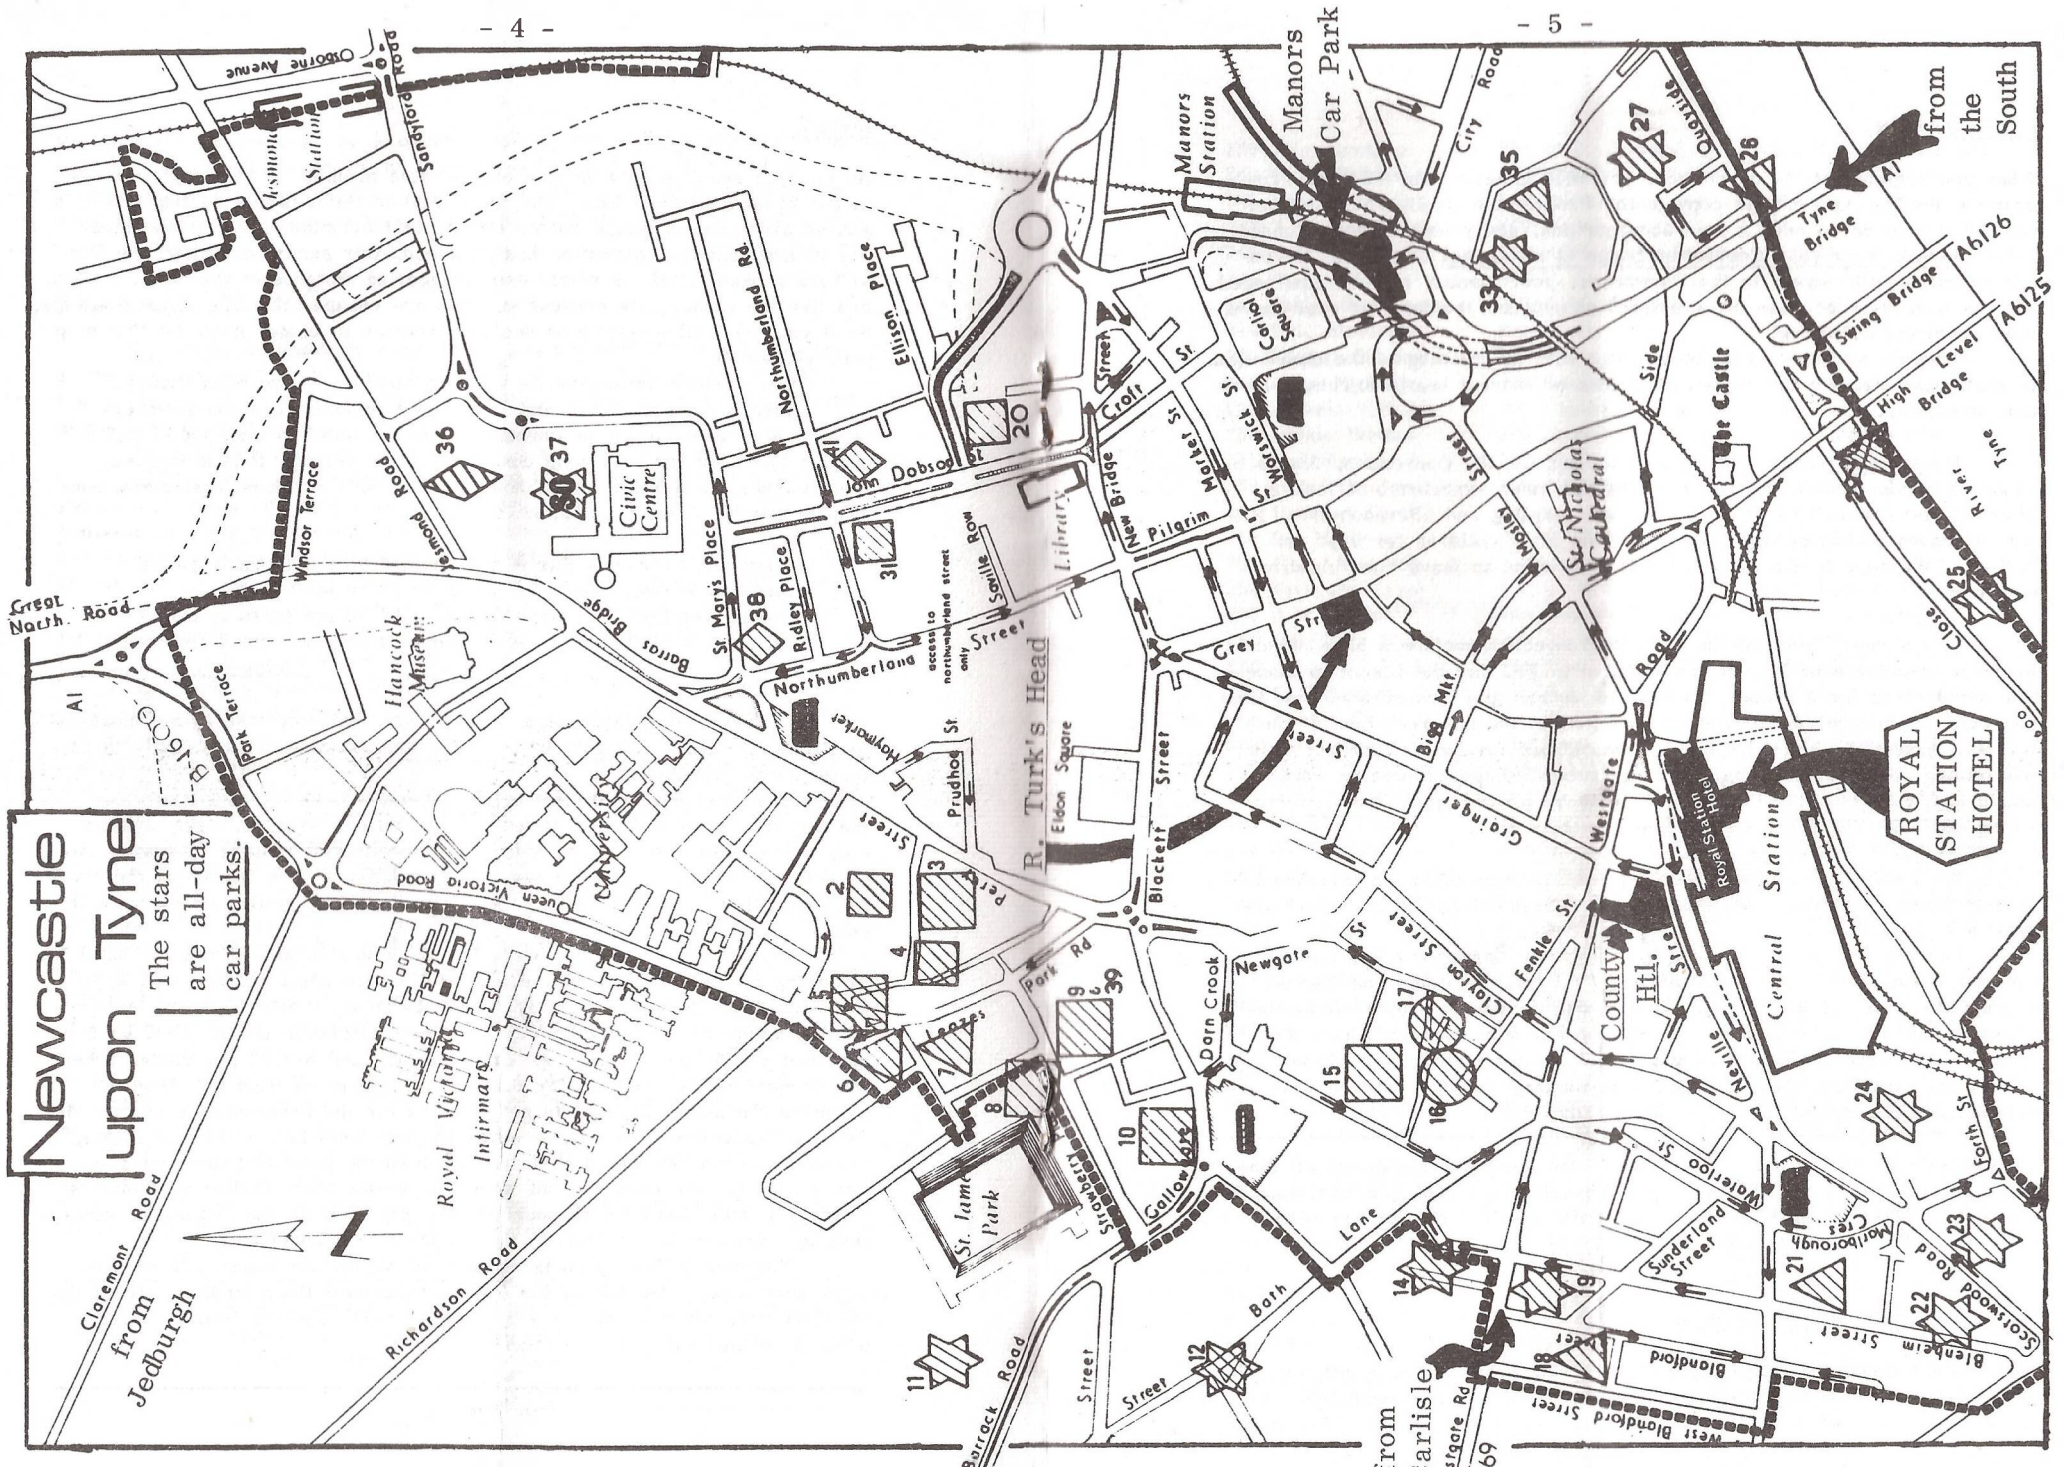 - 4 -
- 5 -
Newcastle
upon Tyne
The stars
are all-day
car parks.
Osborne Avenue
Sandyford Road
Jesmond
Station
Great
North Road
A1
B1600
Park Terrace
Windsor Terrace
Jesmond Road
36
37
30
Civic
Centre
Hancock
Museum
Barras Bridge
St. Marys Place
38
Ridley Place
Northumberland Rd.
Ellison Place
41
John Dobson St
31
20
Northumberland Street
access to
northumberland street
only
Saville Row
Library
Haymarket
Prudhoe St.
University
Queen Victoria Road
Royal Victoria
Infirmary
Claremont Road
from
Jedburgh
Richardson Road
2
3
4
5
6
7
8
9
&
39
10
Percy Street
Leazes
Park Rd
St. James
Park
Strawberry
Gallowgate
11
12
Barrack Road
Street
Bath Lane
Street
R. Turk's Head
Eldon Square
Blackett Street
New Bridge
Street
Croft
St
Market St
Pilgrim St
Worswick St.
Carliol
Square
Manors
Station
Manors
Car Park
City Road
35
33
27
Quayside
26
Tyne
Bridge
from
the
South
A1
Swing Bridge
A6126
High Level
Bridge
A6125
River Tyne
Side
The Castle
St Nicholas
Cathedral
Mosley Street
29
25
Close
Grey Street
Bigg Mkt.
Grainger
Street
Westgate Road
Royal Station
Hotel
Central Station
ROYAL
STATION
HOTEL
Newgate
St
Darn Crook
Clayton Street
Fenkle St
County
Htl.
Neville Stre
15
16
17
14
19
18
from
Carlisle
Westgate Rd
69
Waterloo St.
Sunderland
Street
Marlborough
Cres
Blandford Street
West Blandford Street
Blenheim Street
Scotswood Road
Forth St
21
22
23
24